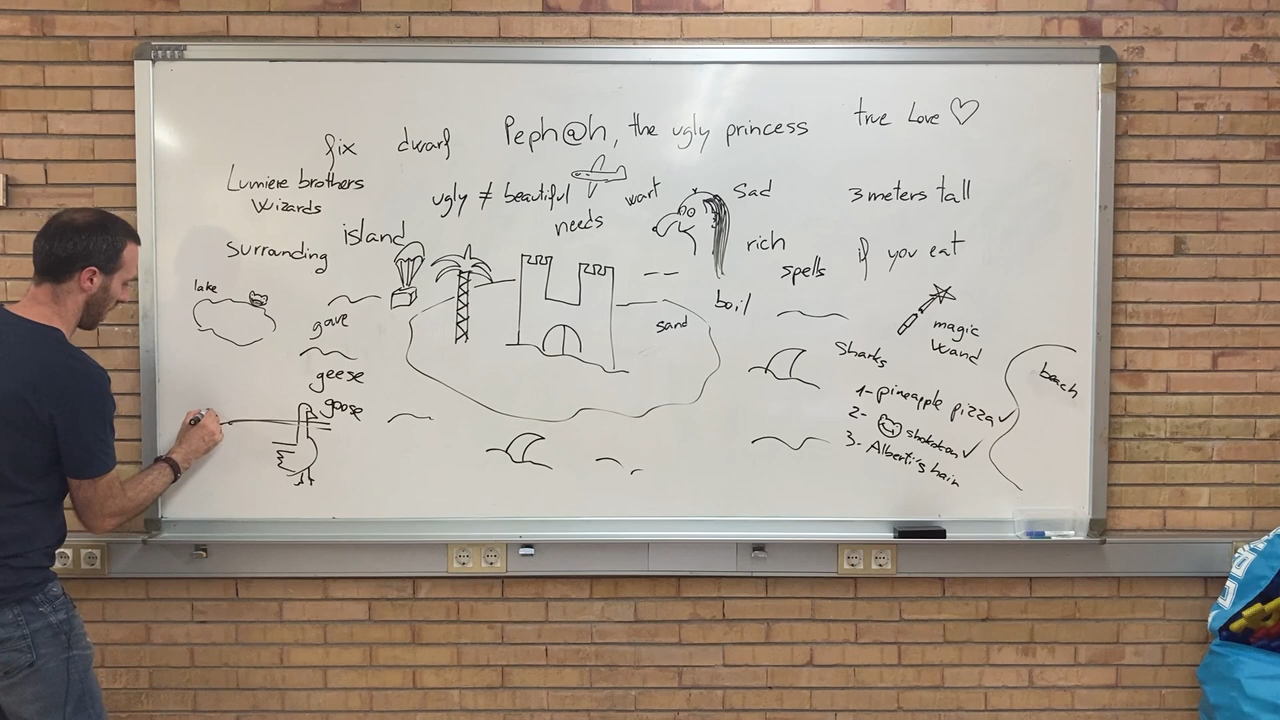 fix dwarf Peph@h, the ugly princess true Love
Lumiere brothers
Wizards
ugly ≠ beautiful
needs
wart
Sad
3 meters tall
surrounding
island
rich
spells
if you eat
lake
gave
geese
goose
sand
boil
magic
wand
sharks
beach
1- pineapple pizza ✓
2- shokotan ✓
3- Alberti's hair